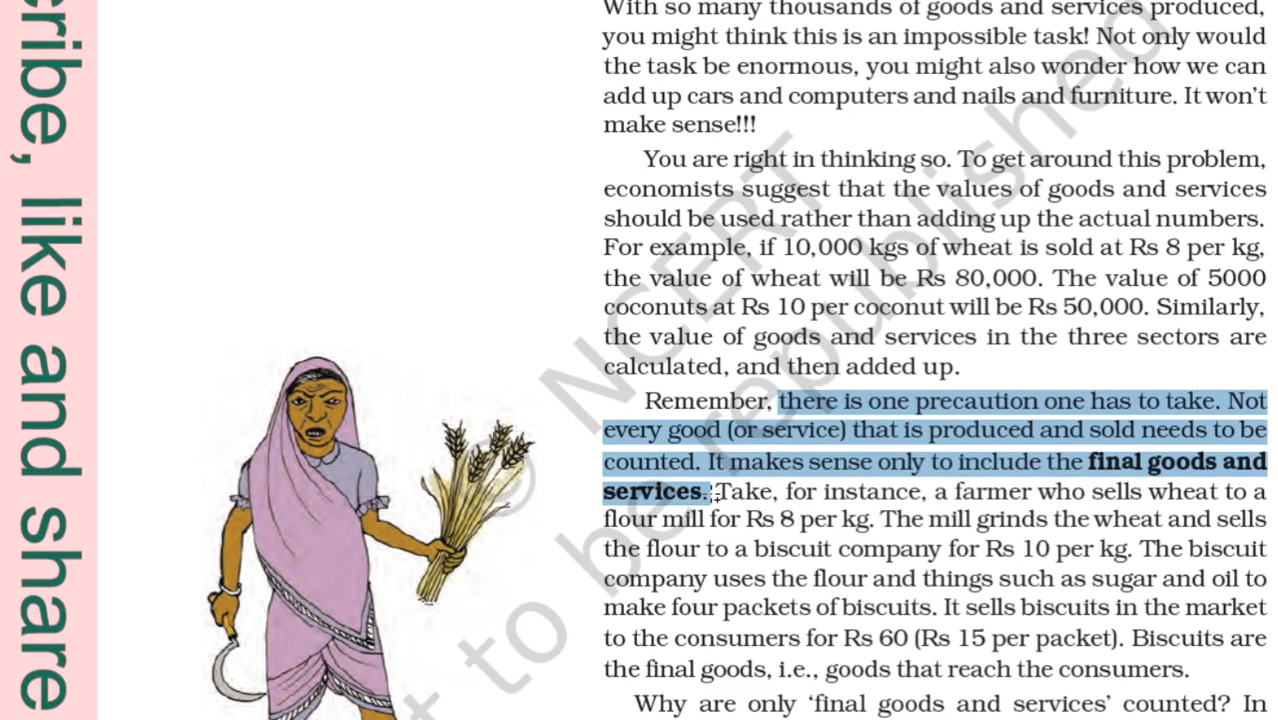 cribe, like and share
With so many thousands of goods and services produced,
you might think this is an impossible task! Not only would
the task be enormous, you might also wonder how we can
add up cars and computers and nails and furniture. It won't
make sense!!!
You are right in thinking so. To get around this problem,
economists suggest that the values of goods and services
should be used rather than adding up the actual numbers.
For example, if 10,000 kgs of wheat is sold at Rs 8 per kg,
the value of wheat will be Rs 80,000. The value of 5000
coconuts at Rs 10 per coconut will be Rs 50,000. Similarly,
the value of goods and services in the three sectors are
calculated, and then added up.
Remember, there is one precaution one has to take. Not
every good (or service) that is produced and sold needs to be
counted. It makes sense only to include the final goods and
services. Take, for instance, a farmer who sells wheat to a
flour mill for Rs 8 per kg. The mill grinds the wheat and sells
the flour to a biscuit company for Rs 10 per kg. The biscuit
company uses the flour and things such as sugar and oil to
make four packets of biscuits. It sells biscuits in the market
to the consumers for Rs 60 (Rs 15 per packet). Biscuits are
the final goods, i.e., goods that reach the consumers.
Why are only 'final goods and services' counted? In
© NCERT
not to be republished